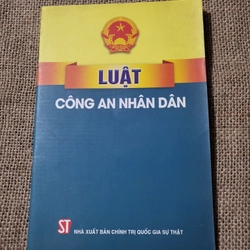 LUẬT
CÔNG AN NHÂN DÂN
ST NHÀ XUẤT BẢN CHÍNH TRỊ QUỐC GIA SỰ THẬT